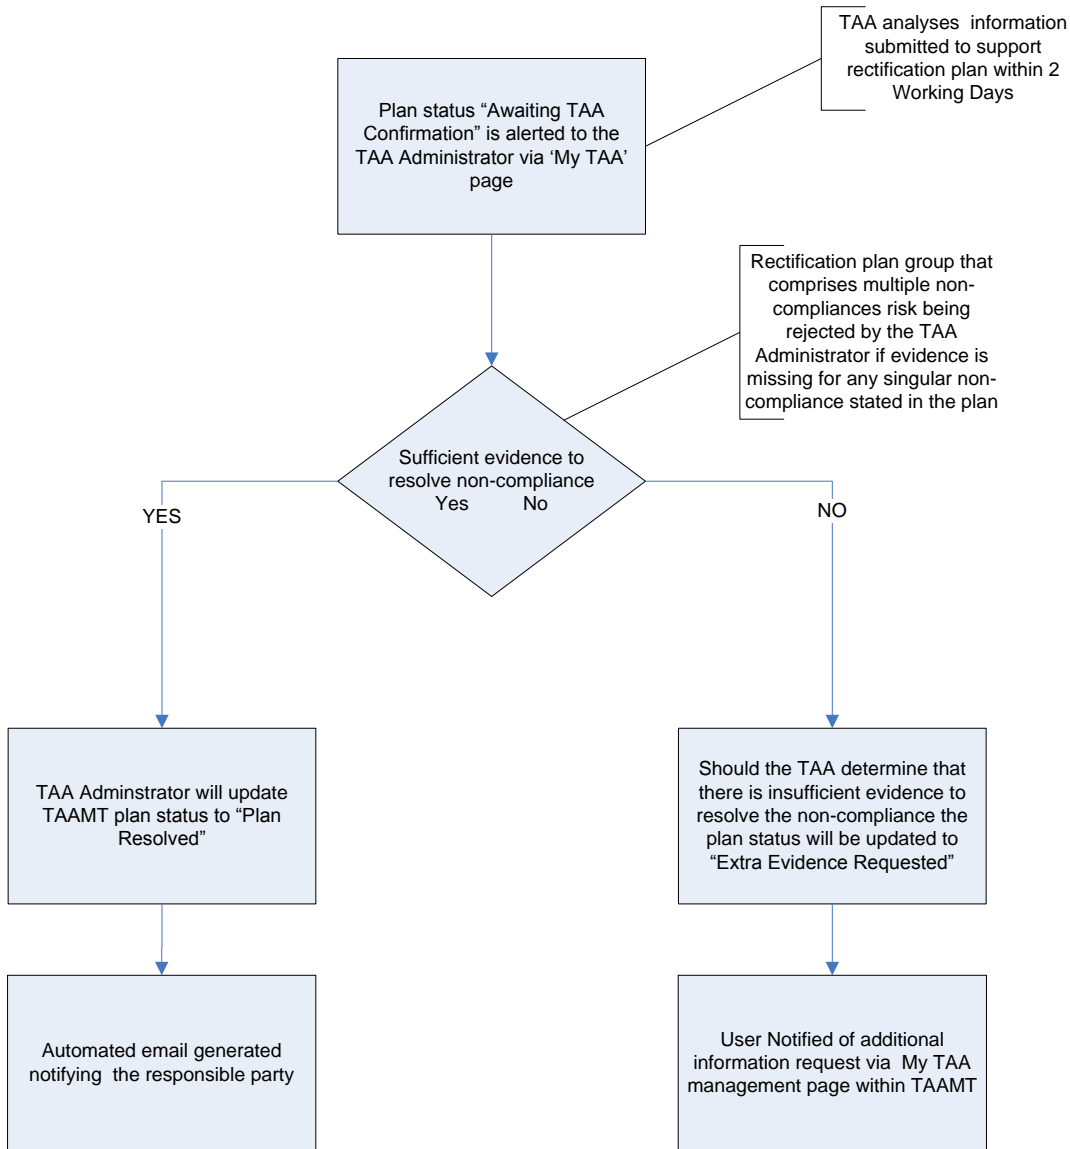 TAA analyses  information
submitted to support
rectification plan within 2
Working Days
Plan status “Awaiting TAA
Confirmation” is alerted to the
TAA Administrator via ‘My TAA’
page
Rectification plan group that
comprises multiple non-
compliances risk being
rejected by the TAA
Administrator if evidence is
missing for any singular non-
compliance stated in the plan
Sufficient evidence to
resolve non-compliance
Yes No
YES
NO
TAA Adminstrator will update
TAAMT plan status to “Plan
Resolved”
Should the TAA determine that
there is insufficient evidence to
resolve the non-compliance the
plan status will be updated to
“Extra Evidence Requested”
Automated email generated
notifying  the responsible party
User Notified of additional
information request via  My TAA
management page within TAAMT